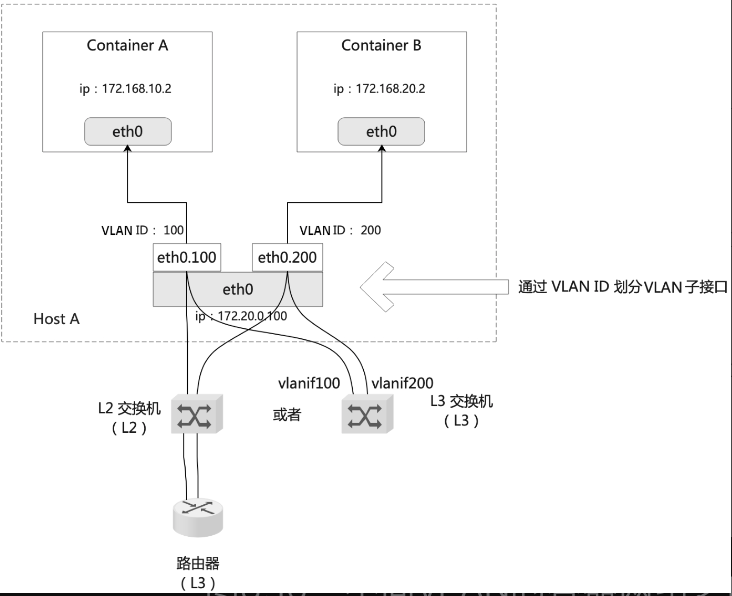 Container A
Container B
ip：172.168.10.2
ip：172.168.20.2
eth0
eth0
VLAN ID： 100
VLAN ID： 200
eth0.100
eth0.200
eth0
通过 VLAN ID 划分VLAN 子接口
ip：172.20.0.100
Host A
vlanif100
vlanif200
L2 交换机
（L2）
或者
L3 交换机
（L3）
路由器
（L3）